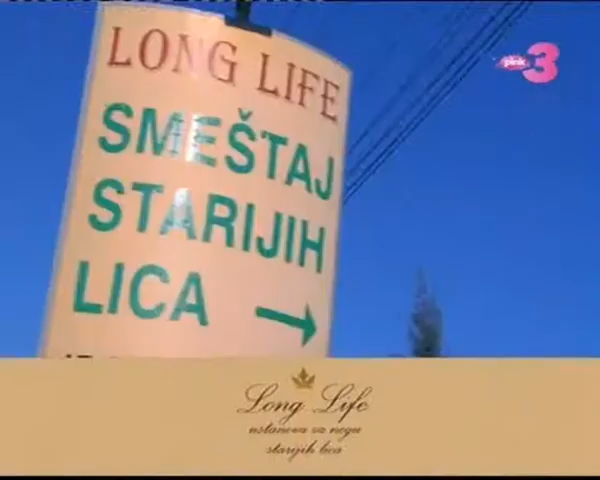 LONG LIFE
SMEŠTAJ
STARIJIH
LICA
pink 3
Long Life
ustanova za negu
starijih lica